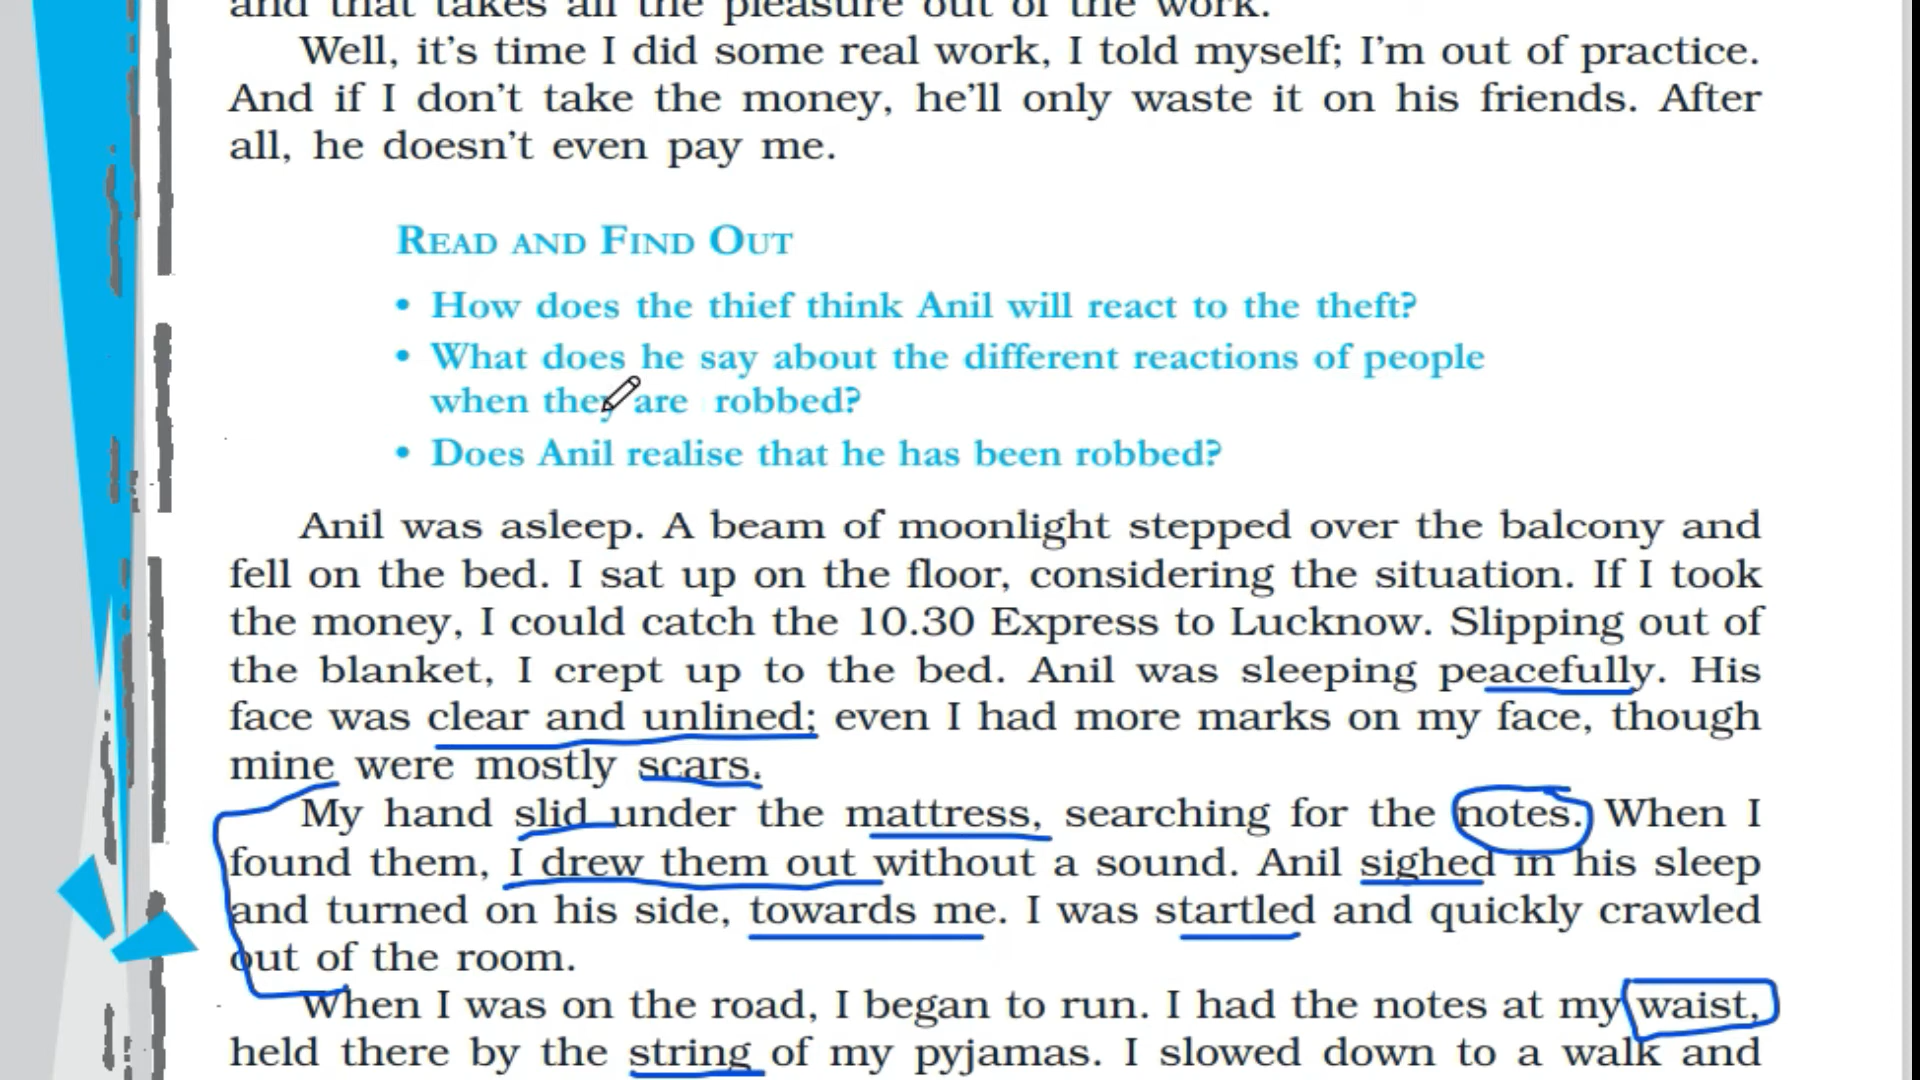 and that takes all the pleasure out of the work.
Well, it's time I did some real work, I told myself; I'm out of practice.
And if I don't take the money, he'll only waste it on his friends. After
all, he doesn't even pay me.
READ AND FIND OUT
• How does the thief think Anil will react to the theft?
• What does he say about the different reactions of people
when they are robbed?
• Does Anil realise that he has been robbed?
Anil was asleep. A beam of moonlight stepped over the balcony and
fell on the bed. I sat up on the floor, considering the situation. If I took
the money, I could catch the 10.30 Express to Lucknow. Slipping out of
the blanket, I crept up to the bed. Anil was sleeping peacefully. His
face was clear and unlined; even I had more marks on my face, though
mine were mostly scars.
My hand slid under the mattress, searching for the notes. When I
found them, I drew them out without a sound. Anil sighed in his sleep
and turned on his side, towards me. I was startled and quickly crawled
out of the room.
When I was on the road, I began to run. I had the notes at my waist,
held there by the string of my pyjamas. I slowed down to a walk and